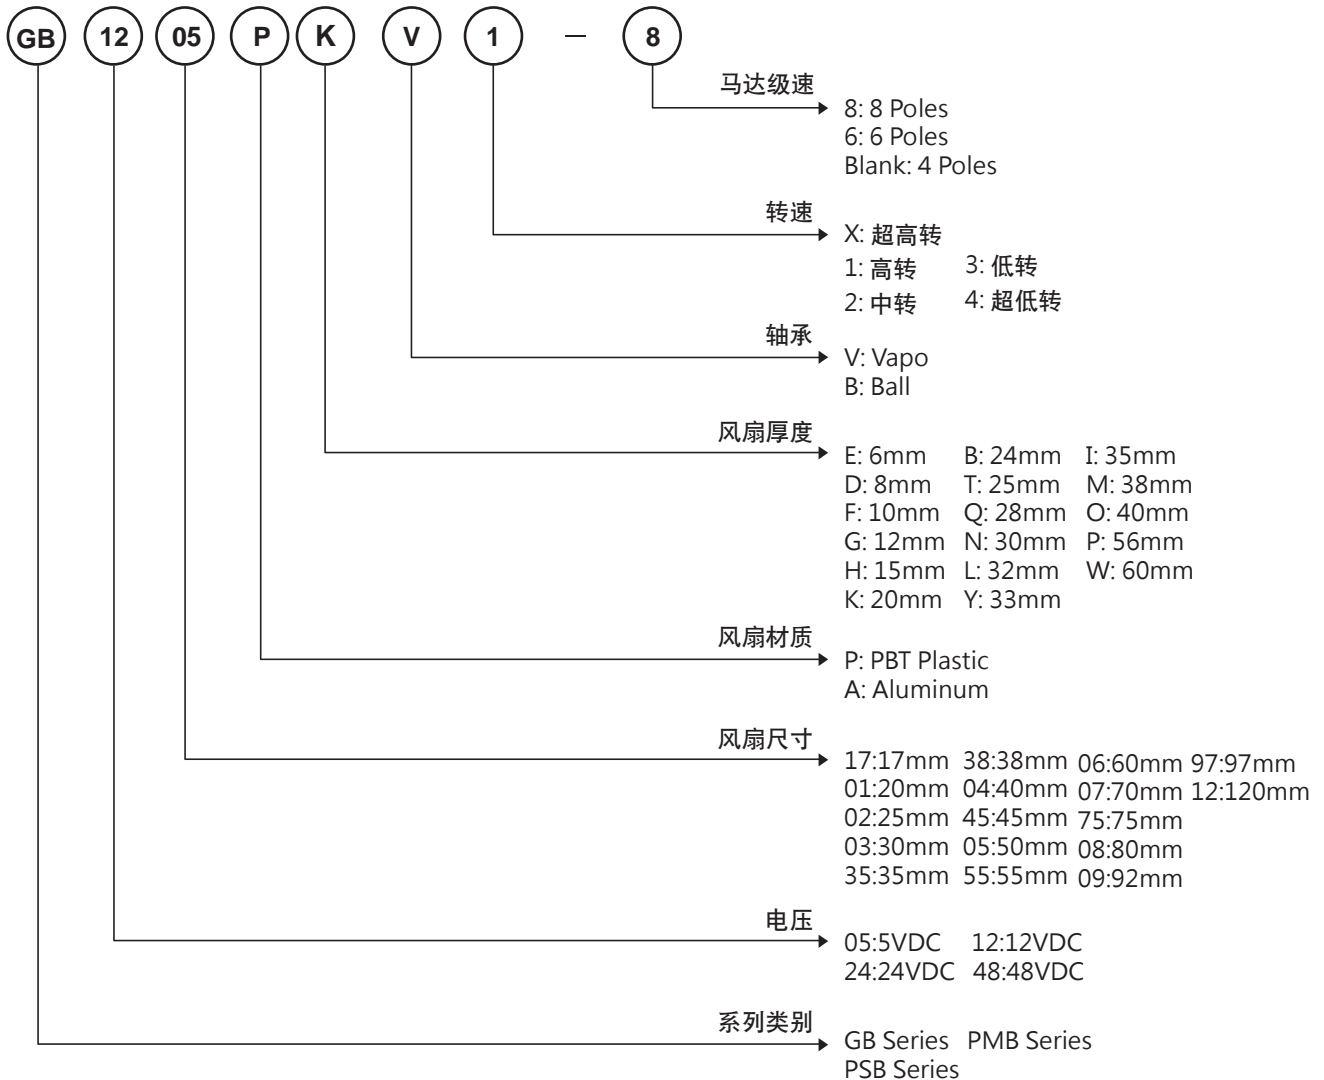 GB 12 05 P K V 1 — 8
马达级速
8: 8 Poles
6: 6 Poles
Blank: 4 Poles
转速
X: 超高转
1: 高转 3: 低转
2: 中转 4: 超低转
轴承
V: Vapo
B: Ball
风扇厚度
E: 6mm B: 24mm I: 35mm
D: 8mm T: 25mm M: 38mm
F: 10mm Q: 28mm O: 40mm
G: 12mm N: 30mm P: 56mm
H: 15mm L: 32mm W: 60mm
K: 20mm Y: 33mm
风扇材质
P: PBT Plastic
A: Aluminum
风扇尺寸
17:17mm 38:38mm 06:60mm 97:97mm
01:20mm 04:40mm 07:70mm 12:120mm
02:25mm 45:45mm 75:75mm
03:30mm 05:50mm 08:80mm
35:35mm 55:55mm 09:92mm
电压
05:5VDC 12:12VDC
24:24VDC 48:48VDC
系列类别
GB Series PMB Series
PSB Series